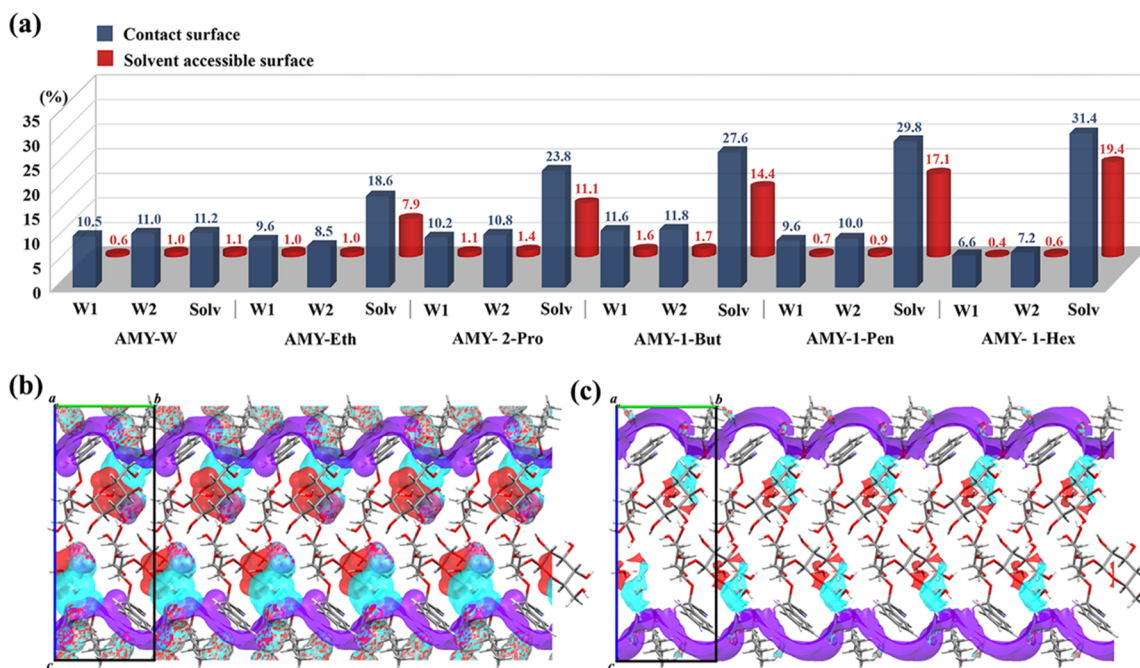 (a)
Contact surface
Solvent accessible surface
(%)
35
30
25
20
15
10
5
0
10.5 0.6 11.0 1.0 11.2 1.1 9.6 1.0 8.5 1.0 18.6 7.9 10.2 1.1 10.8 1.4 23.8 11.1 11.6 1.6 11.8 1.7 27.6 14.4 9.6 0.7 10.0 0.9 29.8 17.1 6.6 0.4 7.2 0.6 31.4 19.4
W1 W2 Solv | W1 W2 Solv | W1 W2 Solv | W1 W2 Solv | W1 W2 Solv | W1 W2 Solv
AMY-W AMY-Eth AMY- 2-Pro AMY-1-But AMY-1-Pen AMY- 1-Hex
(b)
a b
c
(c)
a b
c